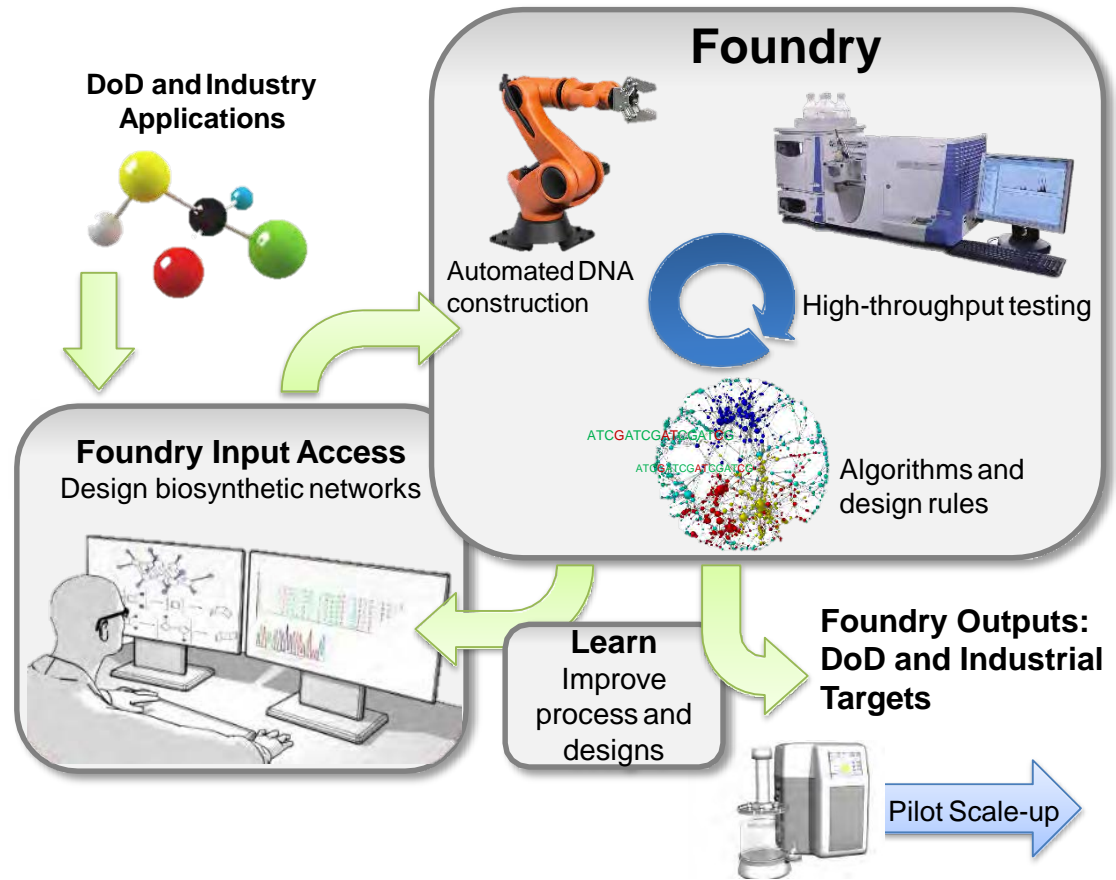 Foundry
DoD and Industry
Applications
Automated DNA
construction
High-throughput testing
ATCGATCGATCGATCG
ATCGATCGATCGATCG
Algorithms and
design rules
Foundry Input Access
Design biosynthetic networks
Learn
Improve
process and
designs
Foundry Outputs:
DoD and Industrial
Targets
Pilot Scale-up